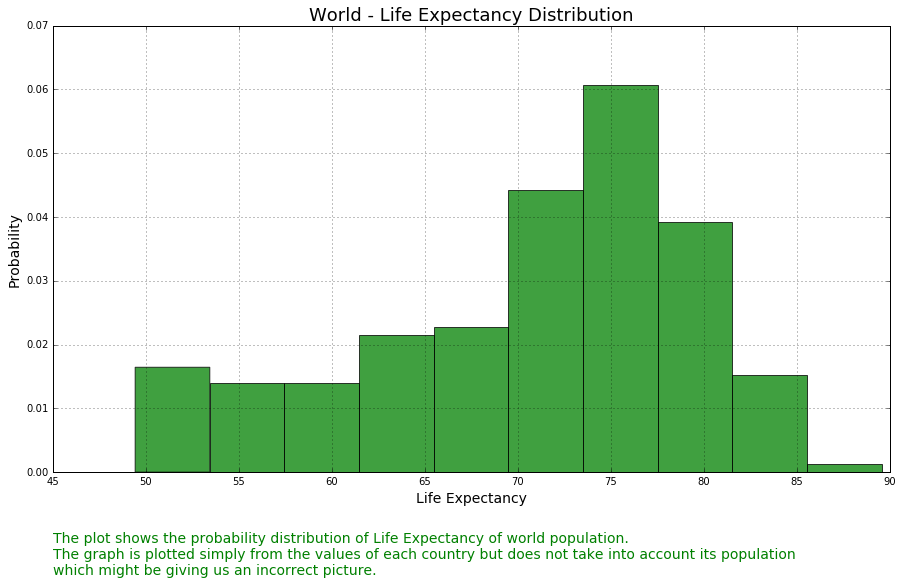 World - Life Expectancy Distribution
0.07
0.06
0.05
0.04
0.03
0.02
0.01
0.00
Probability
45 50 55 60 65 70 75 80 85 90
Life Expectancy
The plot shows the probability distribution of Life Expectancy of world population.
The graph is plotted simply from the values of each country but does not take into account its population
which might be giving us an incorrect picture.